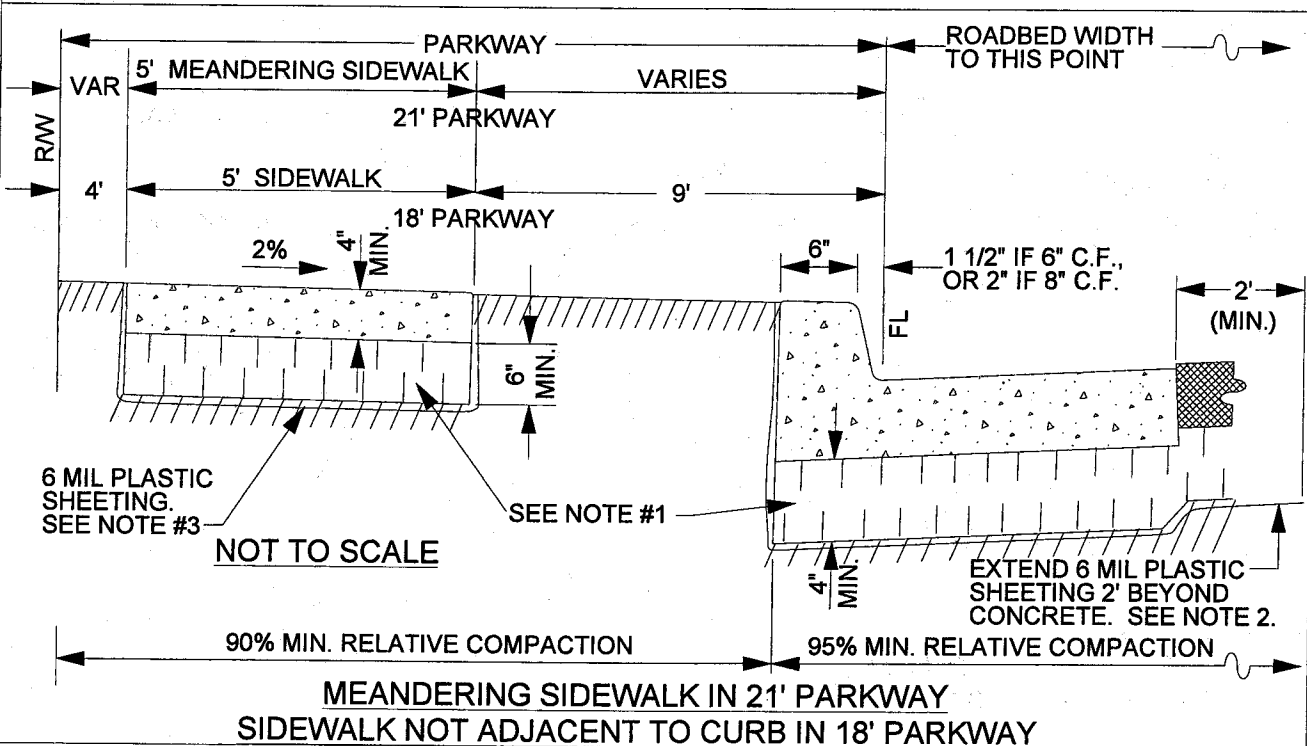 PARKWAY
ROADBED WIDTH
TO THIS POINT
VAR
5' MEANDERING SIDEWALK
VARIES
21' PARKWAY
R/W
4'
5' SIDEWALK
9'
18' PARKWAY
2%
4"
MIN.
6"
1 1/2" IF 6" C.F.,
OR 2" IF 8" C.F.
2'
(MIN.)
FL
6"
MIN.
6 MIL PLASTIC
SHEETING.
SEE NOTE #3
SEE NOTE #1
NOT TO SCALE
4"
MIN.
EXTEND 6 MIL PLASTIC
SHEETING 2' BEYOND
CONCRETE. SEE NOTE 2.
90% MIN. RELATIVE COMPACTION
95% MIN. RELATIVE COMPACTION
MEANDERING SIDEWALK IN 21' PARKWAY
SIDEWALK NOT ADJACENT TO CURB IN 18' PARKWAY